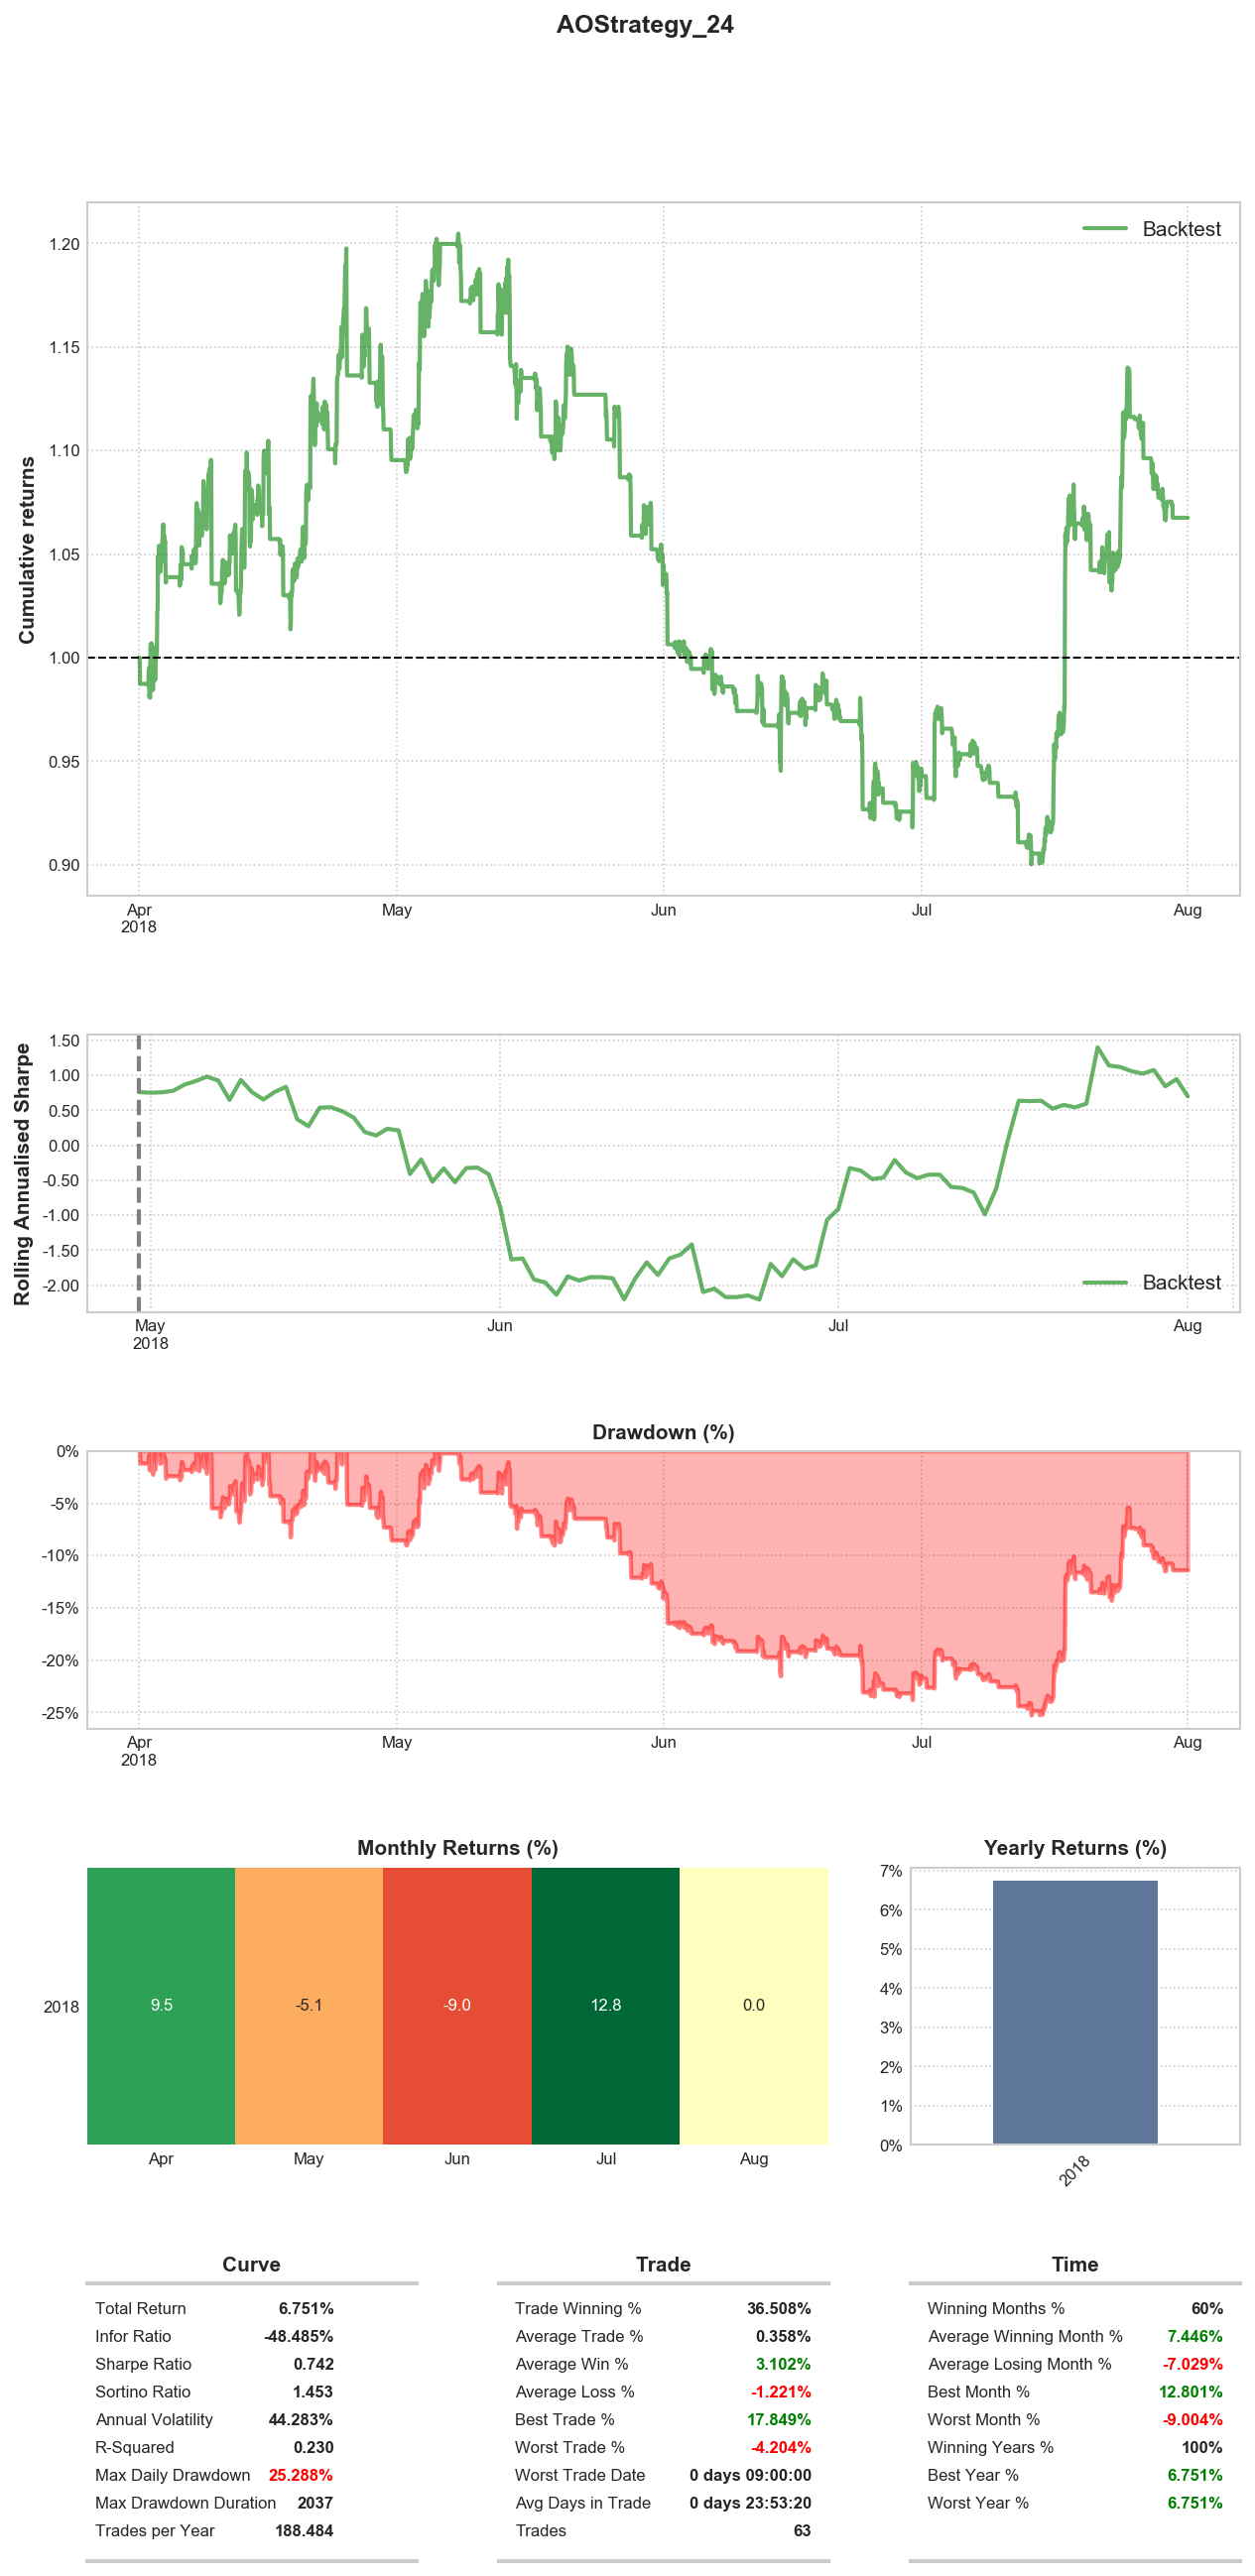 AOStrategy_24
Cumulative returns
1.20
1.15
1.10
1.05
1.00
0.95
0.90
Backtest
Apr May Jun Jul Aug
2018
Rolling Annualised Sharpe
1.50
1.00
0.50
0.00
-0.50
-1.00
-1.50
-2.00
Backtest
May Jun Jul Aug
2018
Drawdown (%)
0%
-5%
-10%
-15%
-20%
-25%
Apr May Jun Jul Aug
2018
Monthly Returns (%)
2018 9.5 -5.1 -9.0 12.8 0.0
Apr May Jun Jul Aug
Yearly Returns (%)
7%
6%
5%
4%
3%
2%
1%
0%
2018
Curve
Total Return 6.751%
Infor Ratio -48.485%
Sharpe Ratio 0.742
Sortino Ratio 1.453
Annual Volatility 44.283%
R-Squared 0.230
Max Daily Drawdown 25.288%
Max Drawdown Duration 2037
Trades per Year 188.484
Trade
Trade Winning % 36.508%
Average Trade % 0.358%
Average Win % 3.102%
Average Loss % -1.221%
Best Trade % 17.849%
Worst Trade % -4.204%
Worst Trade Date 0 days 09:00:00
Avg Days in Trade 0 days 23:53:20
Trades 63
Time
Winning Months % 60%
Average Winning Month % 7.446%
Average Losing Month % -7.029%
Best Month % 12.801%
Worst Month % -9.004%
Winning Years % 100%
Best Year % 6.751%
Worst Year % 6.751%